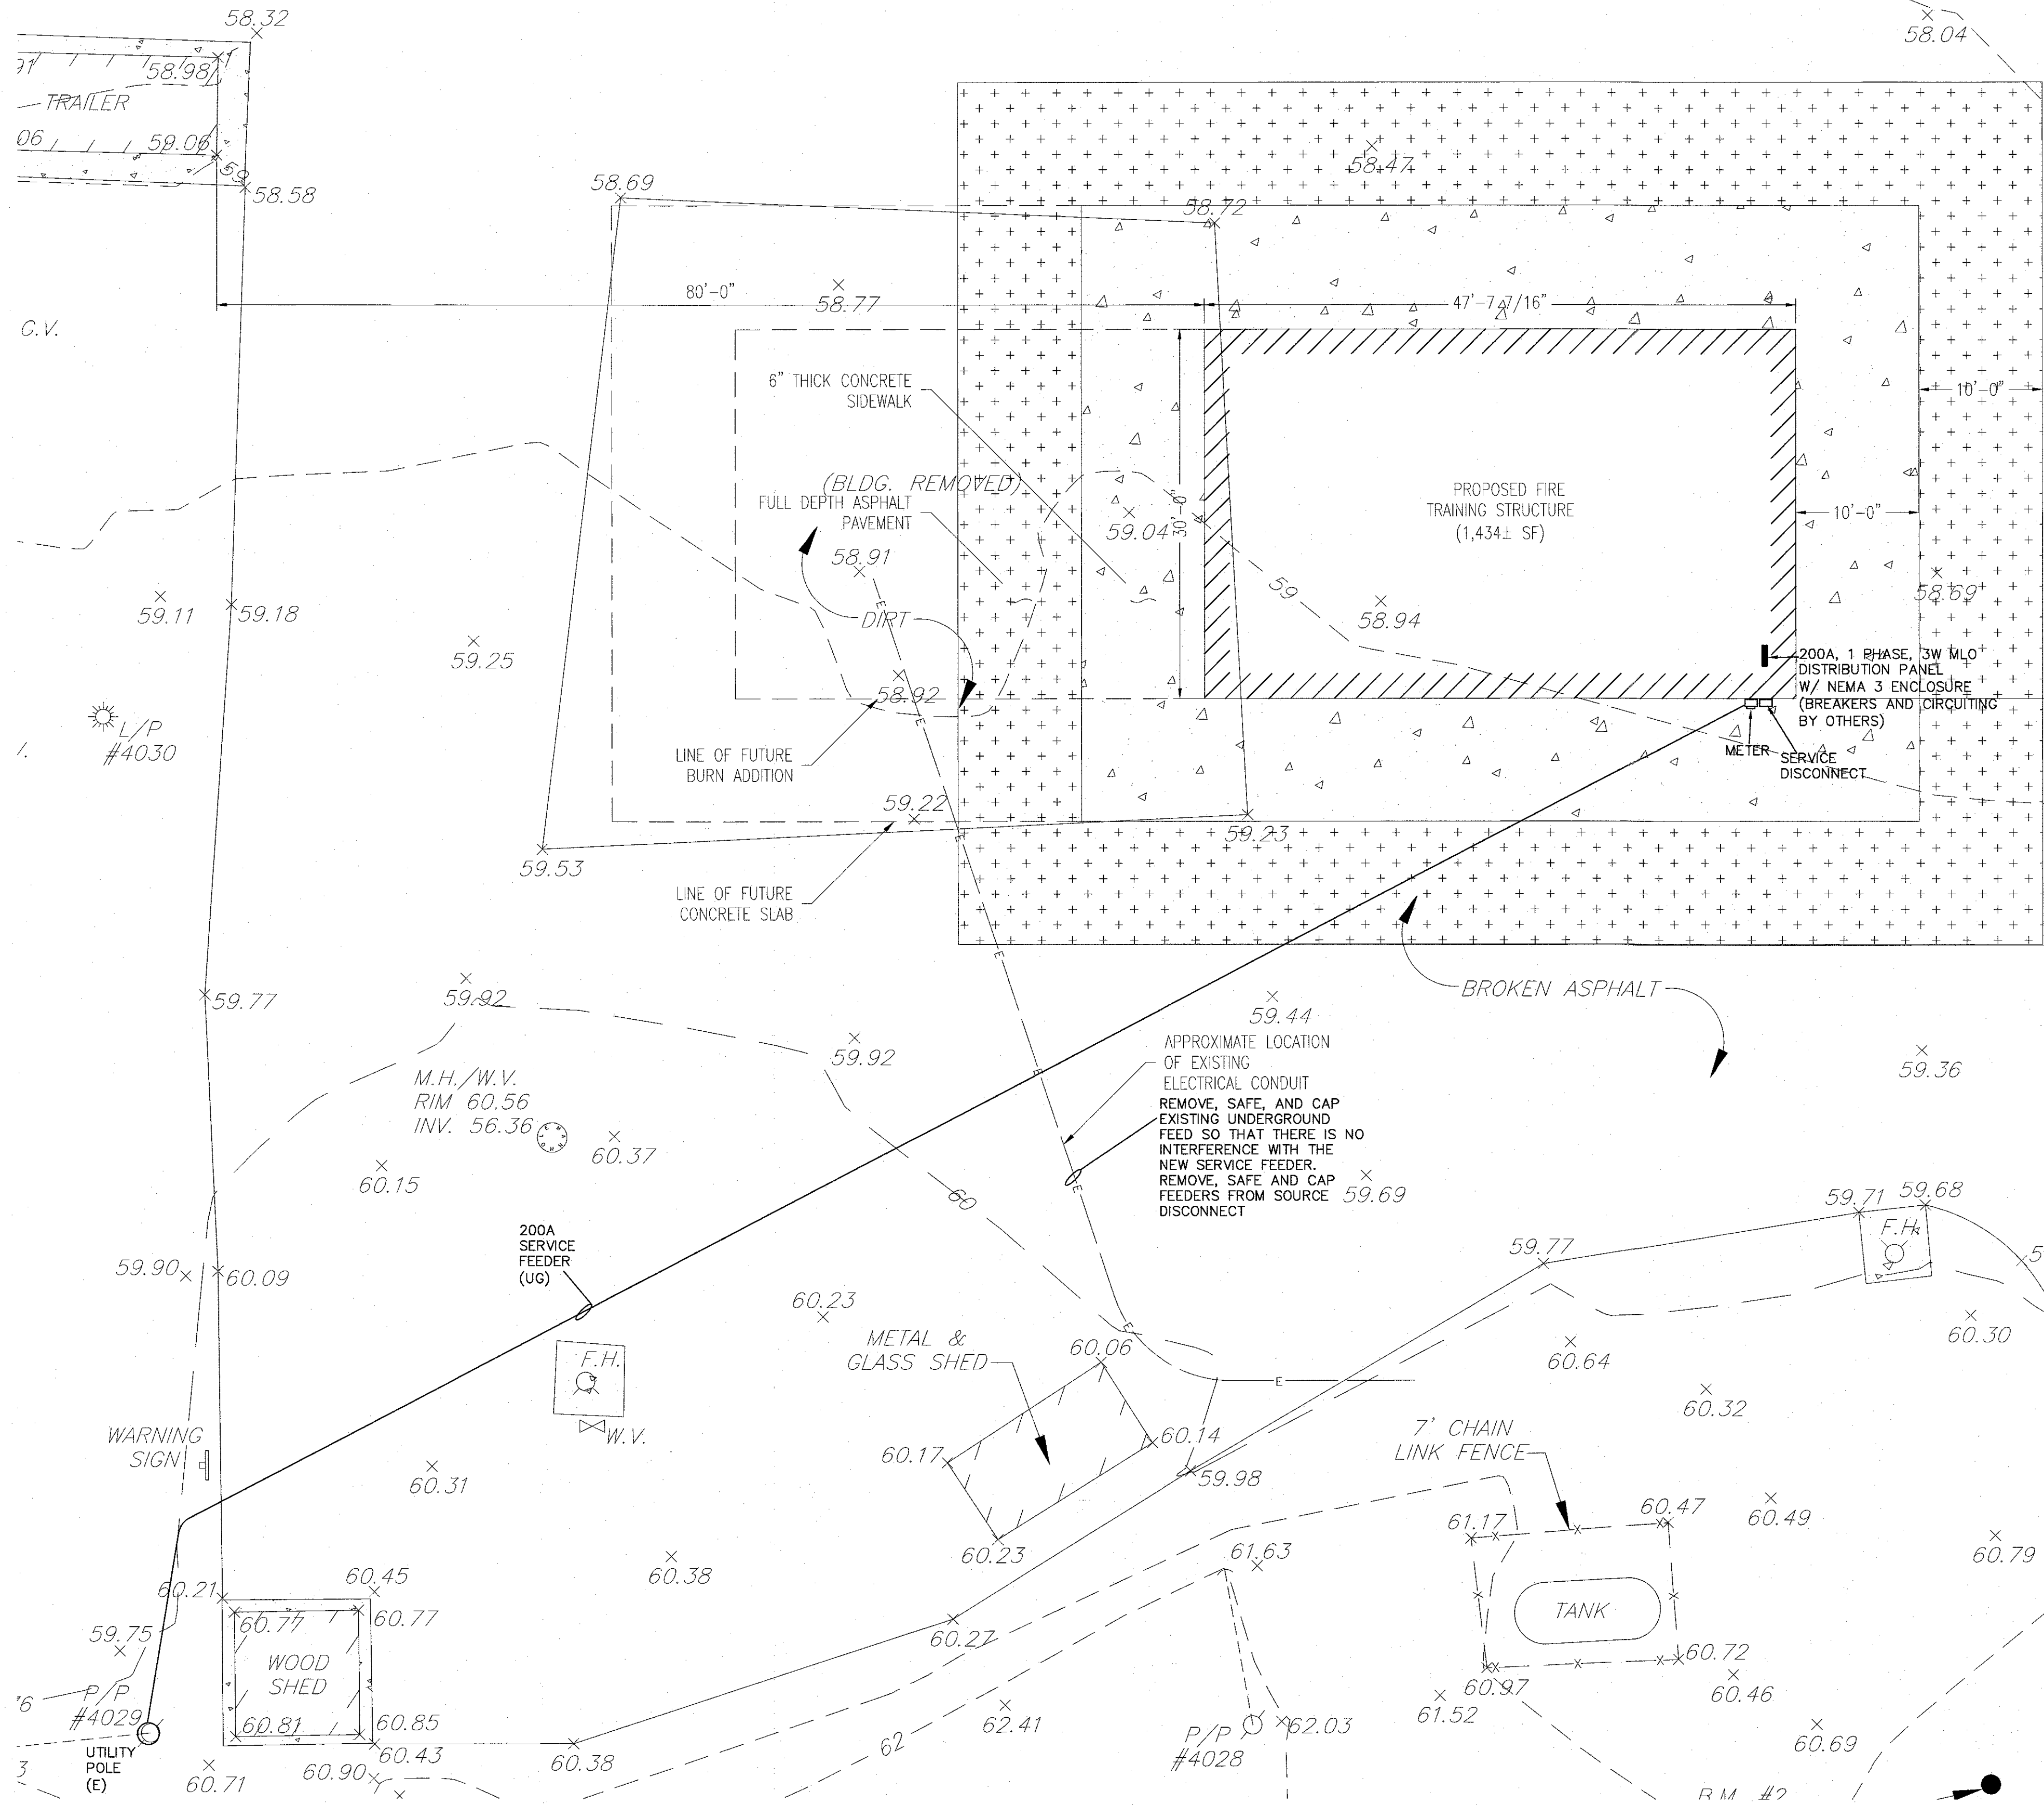 58.32
58.04
91
58.98
TRAILER
06
59.06
59
58.58
58.47
58.69
58.72
80'-0"
58.77
47'-7 7/16"
G.V.
6" THICK CONCRETE
SIDEWALK
10'-0"
(BLDG. REMOVED)
FULL DEPTH ASPHALT
PAVEMENT
59.04
30'-0"
PROPOSED FIRE
TRAINING STRUCTURE
(1,434± SF)
10'-0"
58.91
59
58.69
59.11
59.18
DIRT
58.94
59.25
58.92
200A, 1 PHASE, 3W MLO
DISTRIBUTION PANEL
W/ NEMA 3 ENCLOSURE
(BREAKERS AND CIRCUITING
BY OTHERS)
METER
SERVICE
DISCONNECT
L/P
#4030
LINE OF FUTURE
BURN ADDITION
59.22
59.23
59.53
LINE OF FUTURE
CONCRETE SLAB
E
E
E
E
E
E
E
E
59.77
59.92
59.44
BROKEN ASPHALT
59.92
59.36
APPROXIMATE LOCATION
OF EXISTING
ELECTRICAL CONDUIT
REMOVE, SAFE, AND CAP
EXISTING UNDERGROUND
FEED SO THAT THERE IS NO
INTERFERENCE WITH THE
NEW SERVICE FEEDER.
REMOVE, SAFE AND CAP
FEEDERS FROM SOURCE
DISCONNECT
M.H./W.V.
RIM 60.56
INV. 56.36
60.37
60.15
60
59.69
59.71
59.68
F.H.
200A
SERVICE
FEEDER
(UG)
59.77
59.90
60.09
60.23
60.30
METAL &
GLASS SHED
60.06
60.64
F.H.
W.V.
60.32
WARNING
SIGN
60.31
60.17
60.14
59.98
7' CHAIN
LINK FENCE
61.17
60.47
60.49
60.23
61.63
60.79
60.38
60.21
60.45
60.77
60.77
TANK
59.75
60.27
WOOD
SHED
60.72
60.97
60.46
P/P
#4029
60.81
60.85
62.41
61.52
62
P/P
#4028
62.03
60.69
UTILITY
POLE
(E)
60.71
60.90
60.43
60.38
B.M. #2